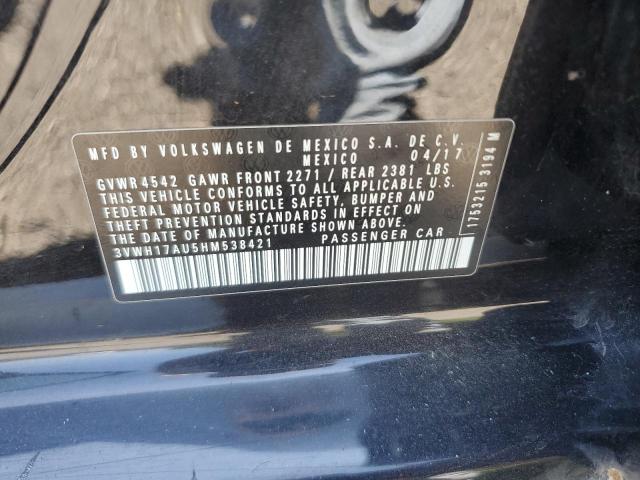 MFD BY VOLKSWAGEN DE MEXICO S.A. DE C.V.
MEXICO 04/17
GVWR 4542 GAWR FRONT 2271 / REAR 2381 LBS
THIS VEHICLE CONFORMS TO ALL APPLICABLE U.S.
FEDERAL MOTOR VEHICLE SAFETY, BUMPER AND
THEFT PREVENTION STANDARDS IN EFFECT ON
THE DATE OF MANUFACTURE SHOWN ABOVE.
3VWH17AU5HM538421 PASSENGER CAR
1753215 3194 M